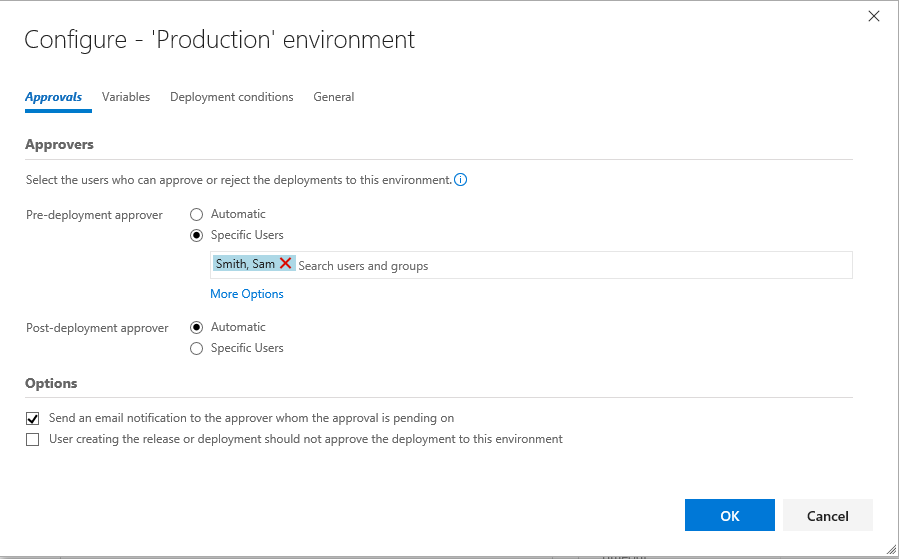 Configure - 'Production' environment
Approvals Variables Deployment conditions General
Approvers
Select the users who can approve or reject the deployments to this environment.
Pre-deployment approver Automatic
Specific Users
Smith, Sam Search users and groups
More Options
Post-deployment approver Automatic
Specific Users
Options
Send an email notification to the approver whom the approval is pending on
User creating the release or deployment should not approve the deployment to this environment
OK Cancel